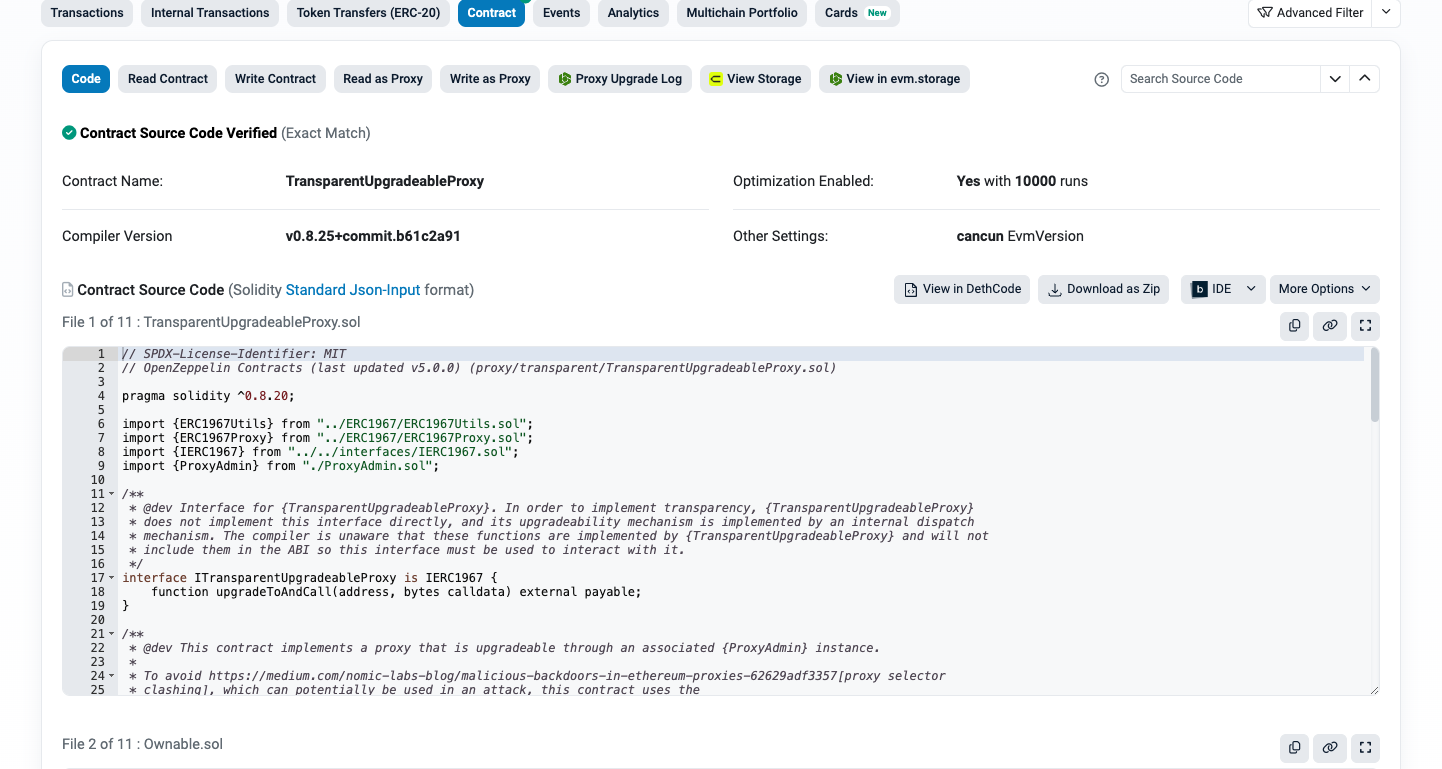 Transactions Internal Transactions Token Transfers (ERC-20) Contract Events Analytics Multichain Portfolio Cards New Advanced Filter
Code Read Contract Write Contract Read as Proxy Write as Proxy Proxy Upgrade Log View Storage View in evm.storage Search Source Code
Contract Source Code Verified (Exact Match)
Contract Name: TransparentUpgradeableProxy Optimization Enabled: Yes with 10000 runs
Compiler Version v0.8.25+commit.b61c2a91 Other Settings: cancun EvmVersion
Contract Source Code (Solidity Standard Json-Input format) View in DethCode Download as Zip b IDE More Options
File 1 of 11 : TransparentUpgradeableProxy.sol
1 // SPDX-License-Identifier: MIT
2 // OpenZeppelin Contracts (last updated v5.0.0) (proxy/transparent/TransparentUpgradeableProxy.sol)
3
4 pragma solidity ^0.8.20;
5
6 import {ERC1967Utils} from "../ERC1967/ERC1967Utils.sol";
7 import {ERC1967Proxy} from "../ERC1967/ERC1967Proxy.sol";
8 import {IERC1967} from "../../interfaces/IERC1967.sol";
9 import {ProxyAdmin} from "./ProxyAdmin.sol";
10
11 /**
12  * @dev Interface for {TransparentUpgradeableProxy}. In order to implement transparency, {TransparentUpgradeableProxy}
13  * does not implement this interface directly, and its upgradeability mechanism is implemented by an internal dispatch
14  * mechanism. The compiler is unaware that these functions are implemented by {TransparentUpgradeableProxy} and will not
15  * include them in the ABI so this interface must be used to interact with it.
16  */
17 interface ITransparentUpgradeableProxy is IERC1967 {
18     function upgradeToAndCall(address, bytes calldata) external payable;
19 }
20
21 /**
22  * @dev This contract implements a proxy that is upgradeable through an associated {ProxyAdmin} instance.
23  *
24  * To avoid https://medium.com/nomic-labs-blog/malicious-backdoors-in-ethereum-proxies-62629adf3357[proxy selector
25  * clashing], which can potentially be used in an attack, this contract uses the
File 2 of 11 : Ownable.sol